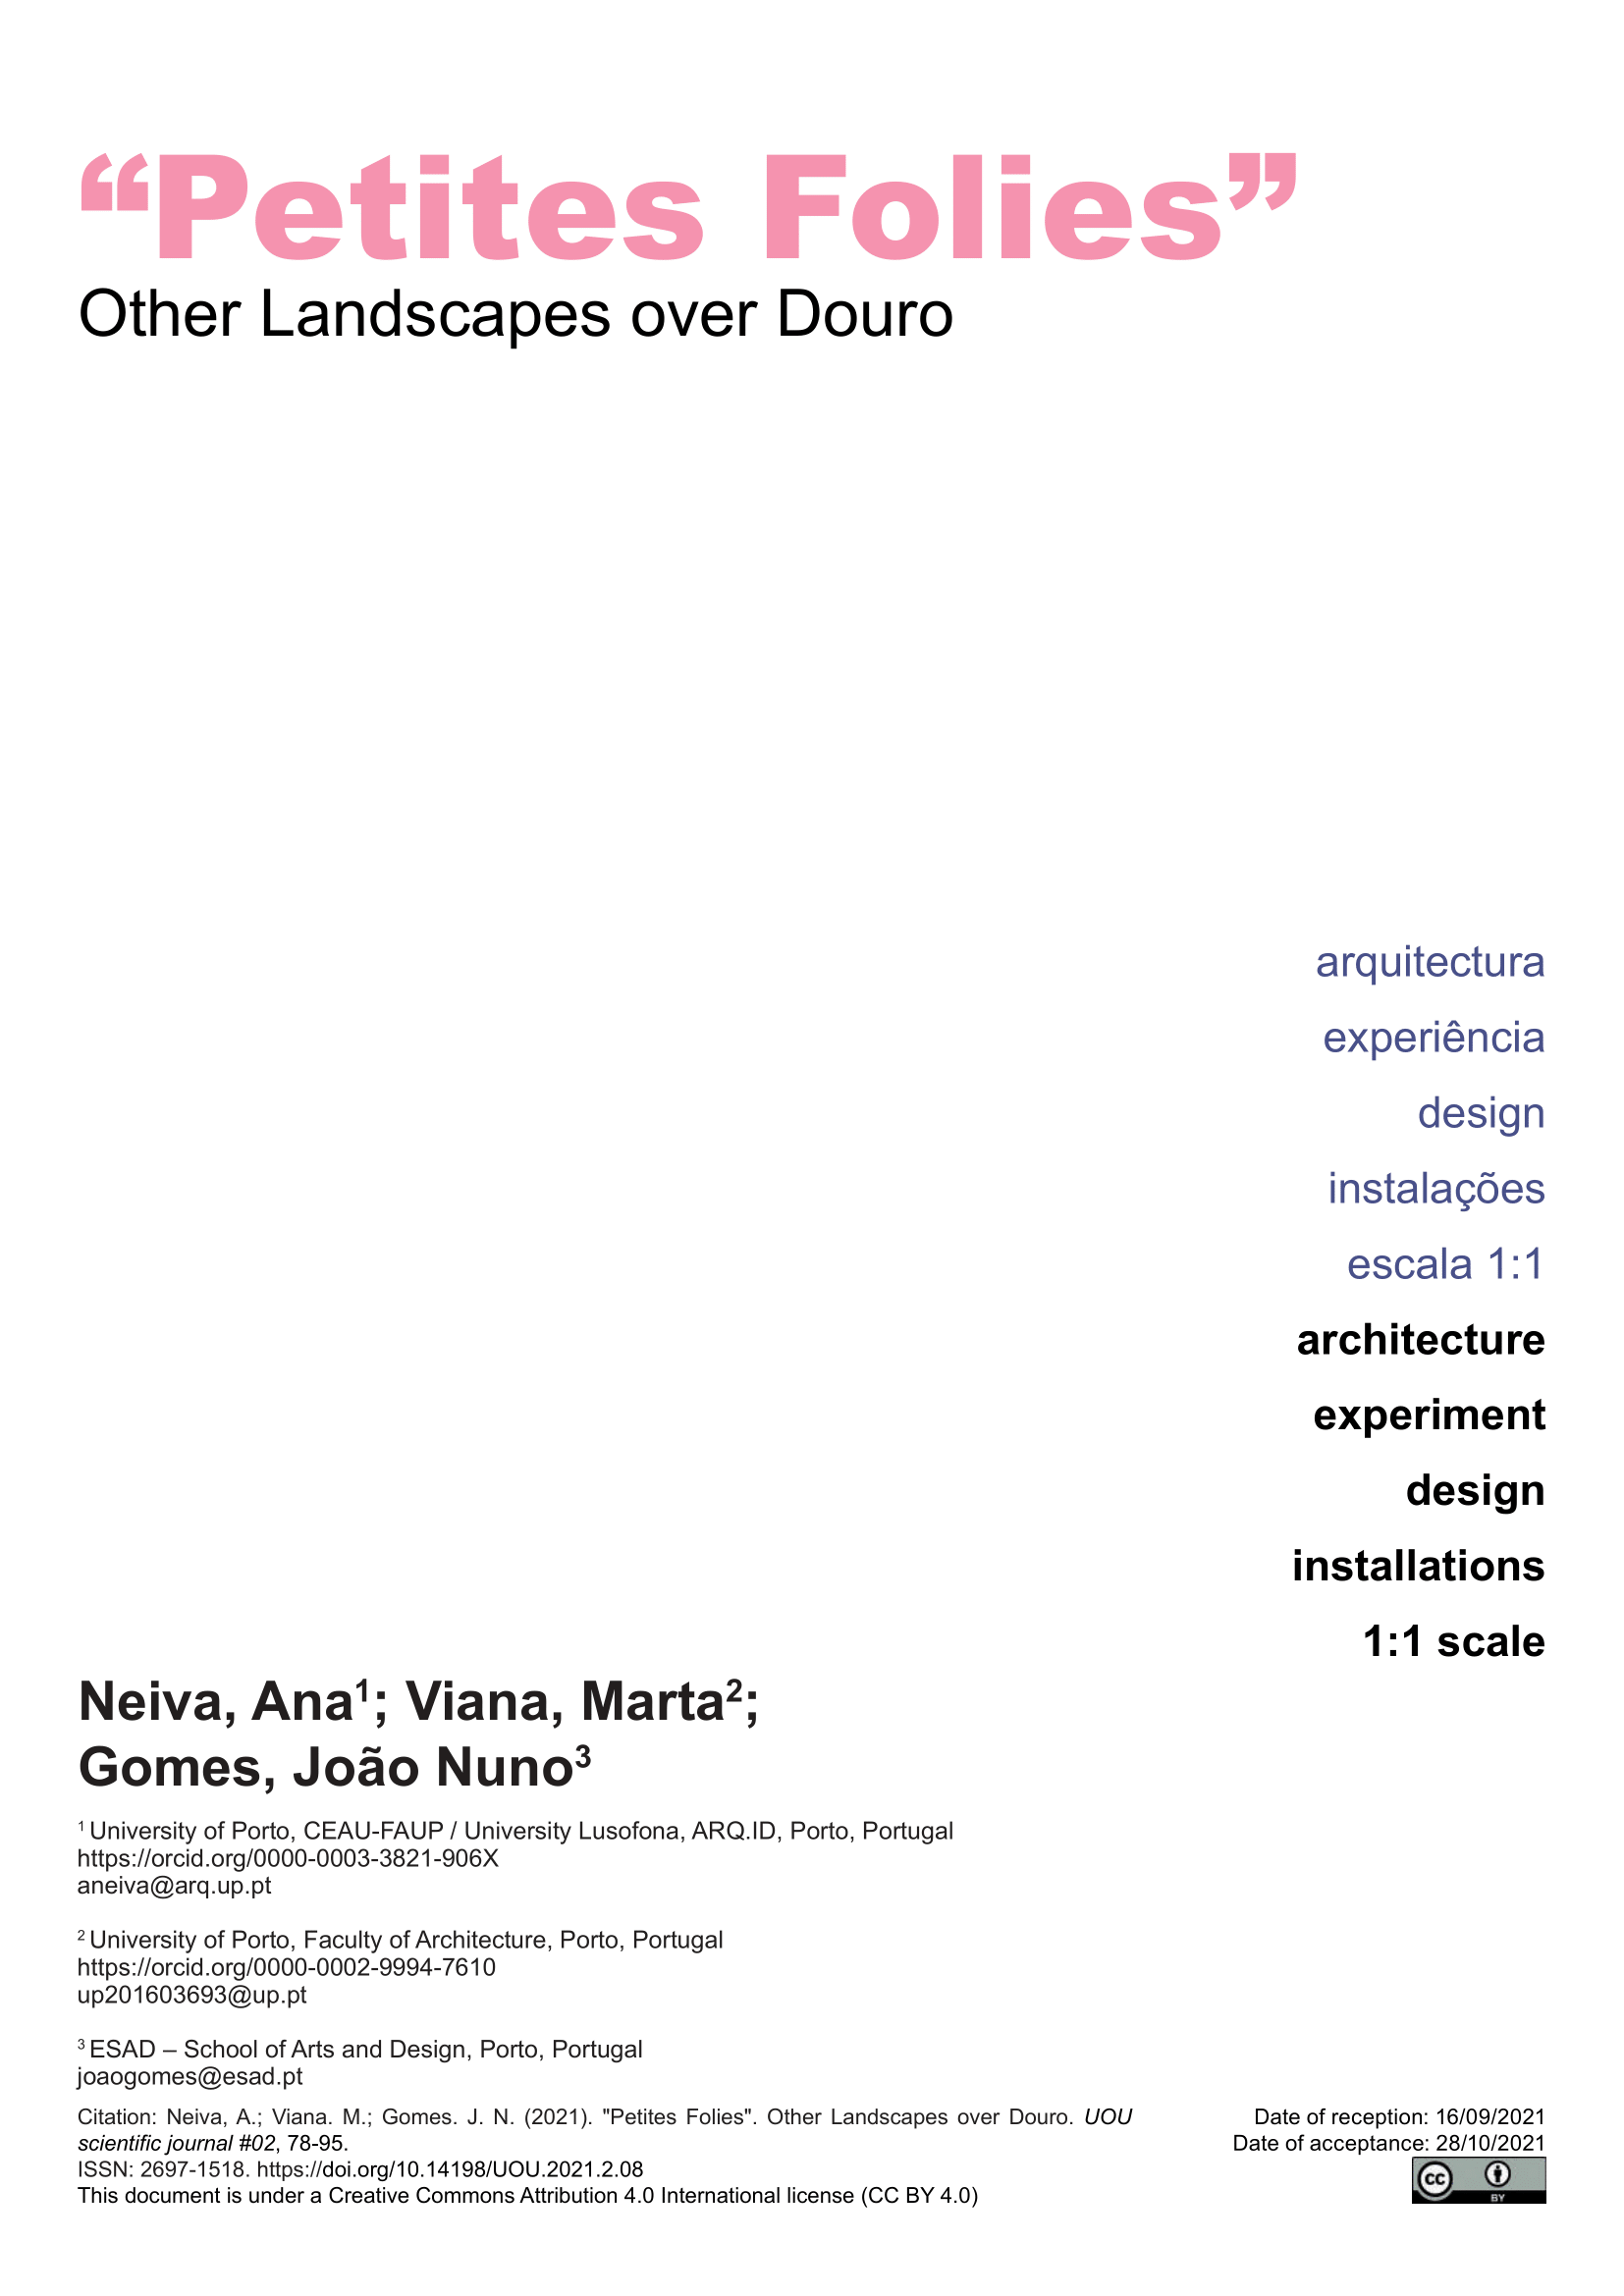 “Petites Folies”
Other Landscapes over Douro
arquitectura
experiência
design
instalações
escala 1:1
architecture
experiment
design
installations
1:1 scale
Neiva, Ana¹; Viana, Marta²;
Gomes, João Nuno³
¹ University of Porto, CEAU-FAUP / University Lusofona, ARQ.ID, Porto, Portugal
https://orcid.org/0000-0003-3821-906X
aneiva@arq.up.pt
² University of Porto, Faculty of Architecture, Porto, Portugal
https://orcid.org/0000-0002-9994-7610
up201603693@up.pt
³ ESAD – School of Arts and Design, Porto, Portugal
joaogomes@esad.pt
Citation: Neiva, A.; Viana. M.; Gomes. J. N. (2021). "Petites Folies". Other Landscapes over Douro. UOU
scientific journal #02, 78-95.
ISSN: 2697-1518. https://doi.org/10.14198/UOU.2021.2.08
This document is under a Creative Commons Attribution 4.0 International license (CC BY 4.0)
Date of reception: 16/09/2021
Date of acceptance: 28/10/2021
cc
BY